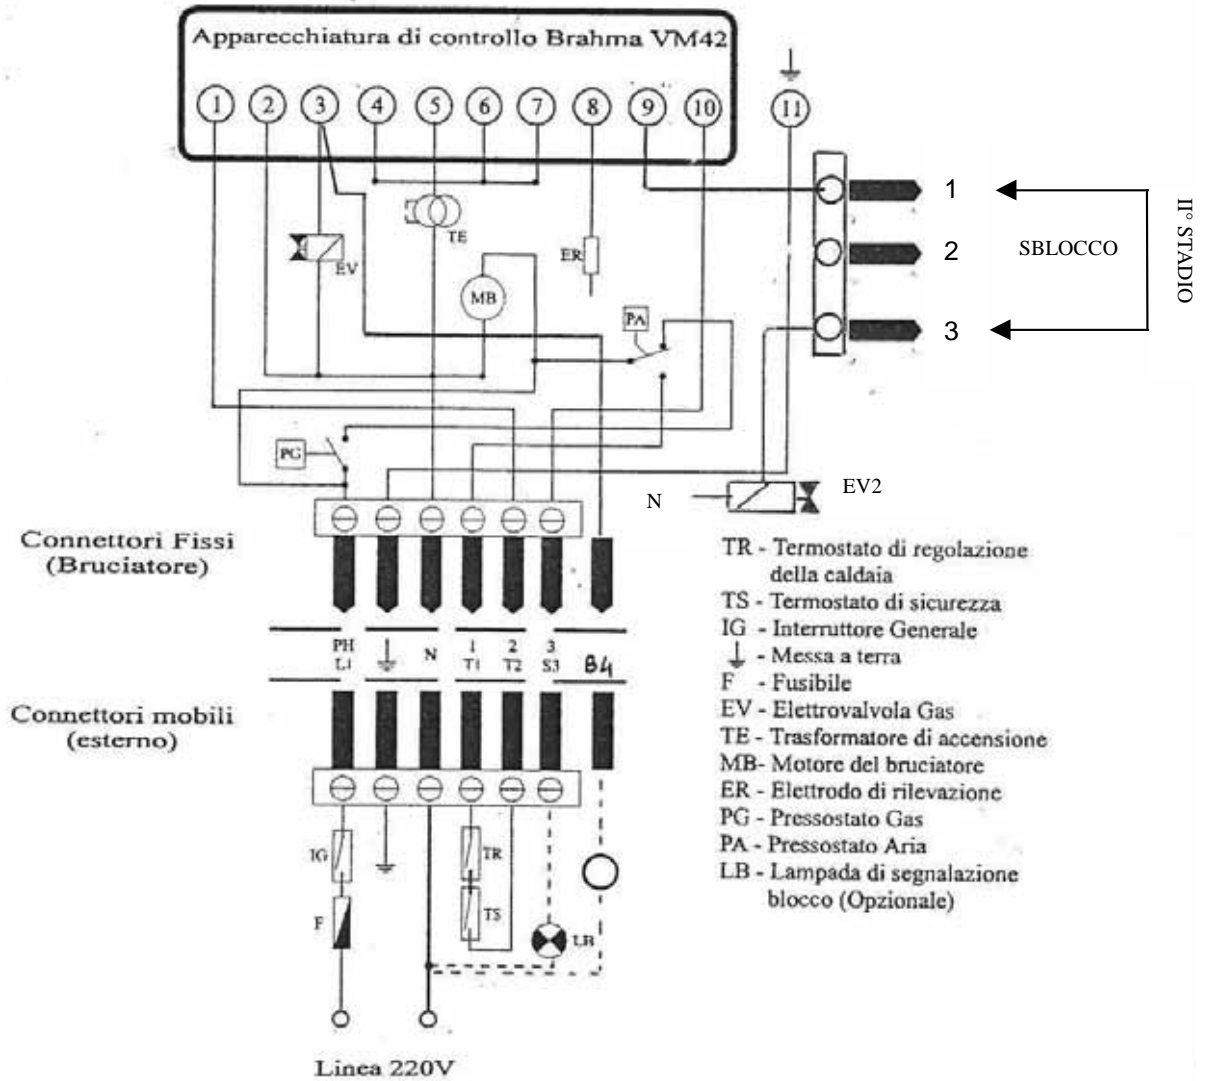 Apparecchiatura di controllo Brahma VM42
1 2 3 4 5 6 7 8 9 10 11
1
2
3
SBLOCCO
II° STADIO
TE
EV
ER
MB
PA
PG
N
EV2
Connettori Fissi
(Bruciatore)
PH
L1
N
1
T1
2
T2
3
S3
B4
Connettori mobili
(esterno)
IG
F
TR
TS
LB
Linea 220V
TR - Termostato di regolazione
della caldaia
TS - Termostato di sicurezza
IG - Interruttore Generale
- Messa a terra
F - Fusibile
EV - Elettrovalvola Gas
TE - Trasformatore di accensione
MB- Motore del bruciatore
ER - Elettrodo di rilevazione
PG - Pressostato Gas
PA - Pressostato Aria
LB - Lampada di segnalazione
blocco (Opzionale)